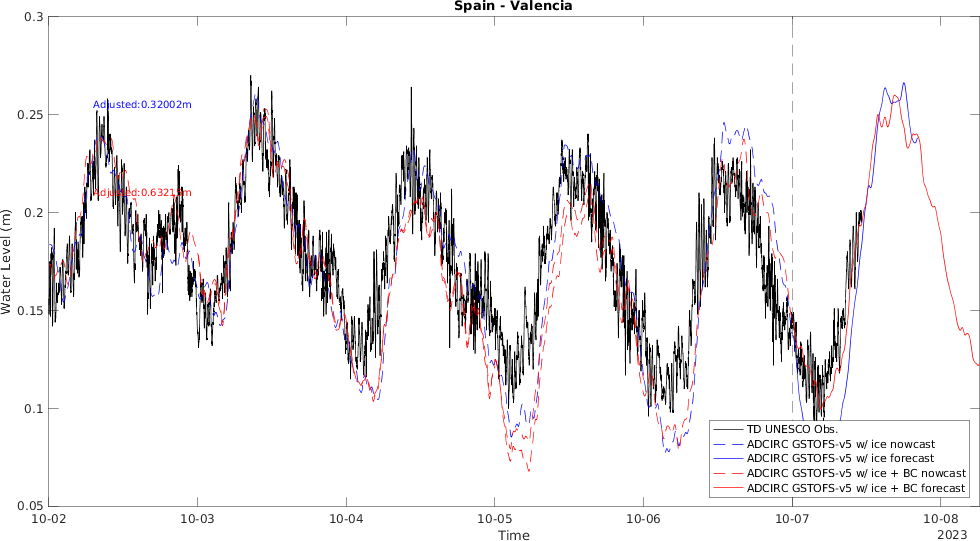 Spain - Valencia
0.3
0.25
0.2
0.15
0.1
0.05
Water Level (m)
Adjusted:0.32002m
Adjusted:0.6321
TD UNESCO Obs.
ADCIRC GSTOFS-v5 w/ ice nowcast
ADCIRC GSTOFS-v5 w/ ice forecast
ADCIRC GSTOFS-v5 w/ ice + BC nowcast
ADCIRC GSTOFS-v5 w/ ice + BC forecast
10-02
10-03
10-04
10-05
10-06
10-07
10-08
Time
2023